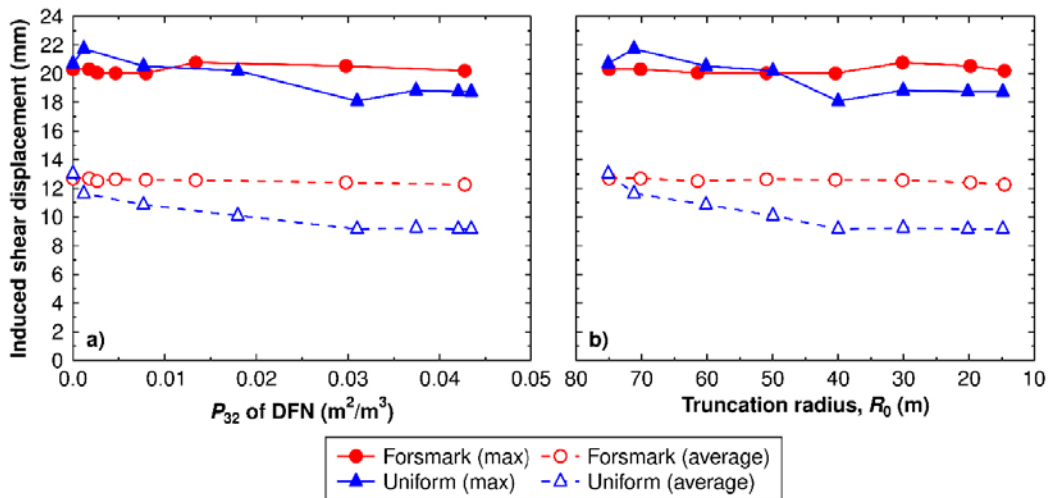 Induced shear displacement (mm)
24
22
20
18
16
14
12
10
8
6
4
2
0
a)
b)
0.0 0.01 0.02 0.03 0.04 0.05
80 70 60 50 40 30 20 10
P32 of DFN (m²/m³)
Truncation radius, R0 (m)
Forsmark (max) Forsmark (average)
Uniform (max) Uniform (average)